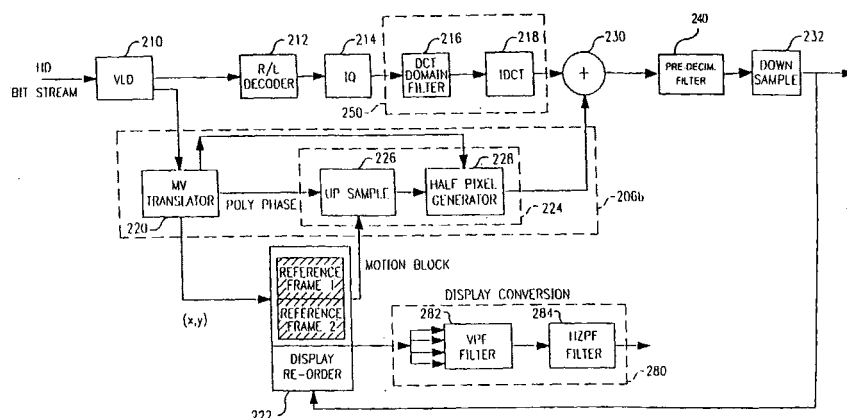 210
212
214
216
218
230
240
232
HD
BIT STREAM
VLD
R/L
DECODER
IQ
DCT
DOMAIN
FILTER
IDCT
+
PRE-DECIM.
FILTER
DOWN
SAMPLE
250
226
228
MV
TRANSLATOR
POLY PHASE
UP SAMPLE
HALF PIXEL
GENERATOR
220
224
206b
MOTION BLOCK
REFERENCE
FRAME 1
REFERENCE
FRAME 2
(x,y)
DISPLAY
RE-ORDER
222
DISPLAY CONVERSION
282
284
VPF
FILTER
HZPF
FILTER
280